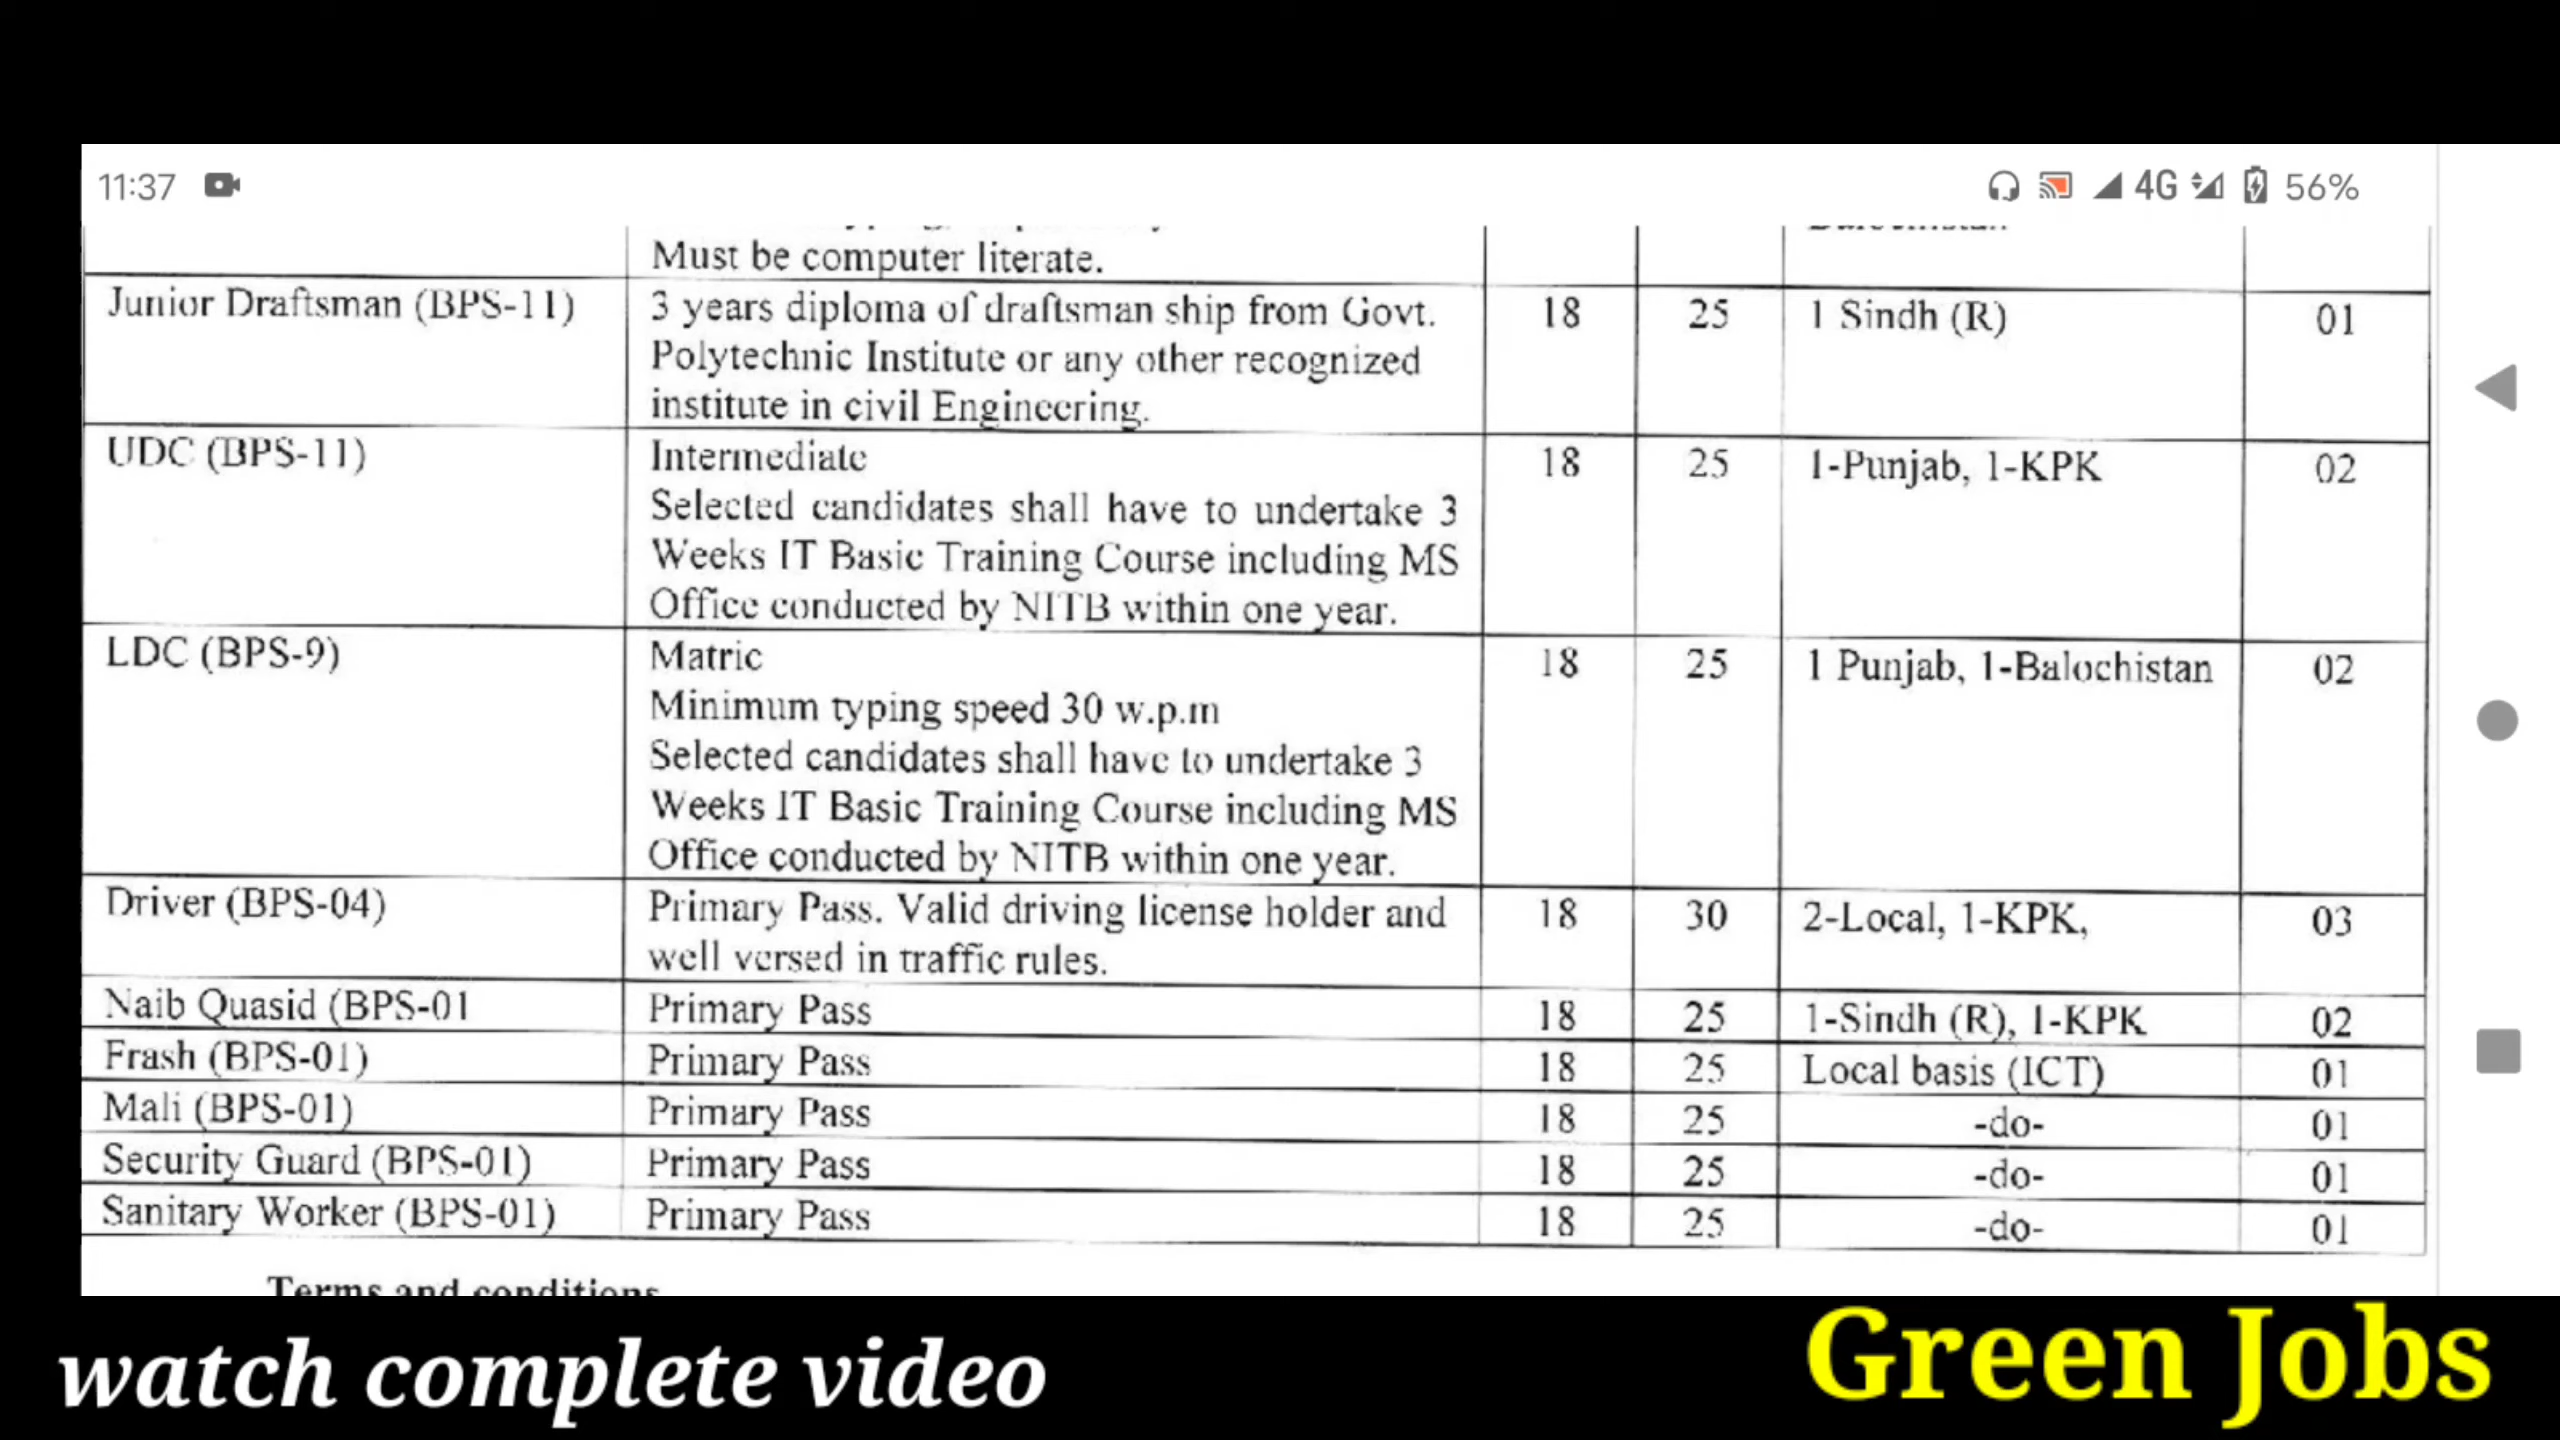 11:37 4G 56%
Must be computer literate.
Junior Draftsman (BPS-11) 3 years diploma of draftsman ship from Govt. 18 25 1 Sindh (R) 01
Polytechnic Institute or any other recognized
institute in civil Engineering.
UDC (BPS-11) Intermediate 18 25 1-Punjab, 1-KPK 02
Selected candidates shall have to undertake 3
Weeks IT Basic Training Course including MS
Office conducted by NITB within one year.
LDC (BPS-9) Matric 18 25 1 Punjab, 1-Balochistan 02
Minimum typing speed 30 w.p.m
Selected candidates shall have to undertake 3
Weeks IT Basic Training Course including MS
Office conducted by NITB within one year.
Driver (BPS-04) Primary Pass. Valid driving license holder and 18 30 2-Local, 1-KPK, 03
well versed in traffic rules.
Naib Quasid (BPS-01 Primary Pass 18 25 1-Sindh (R), 1-KPK 02
Frash (BPS-01) Primary Pass 18 25 Local basis (ICT) 01
Mali (BPS-01) Primary Pass 18 25 -do- 01
Security Guard (BPS-01) Primary Pass 18 25 -do- 01
Sanitary Worker (BPS-01) Primary Pass 18 25 -do- 01
Terms and conditions
watch complete video
Green Jobs